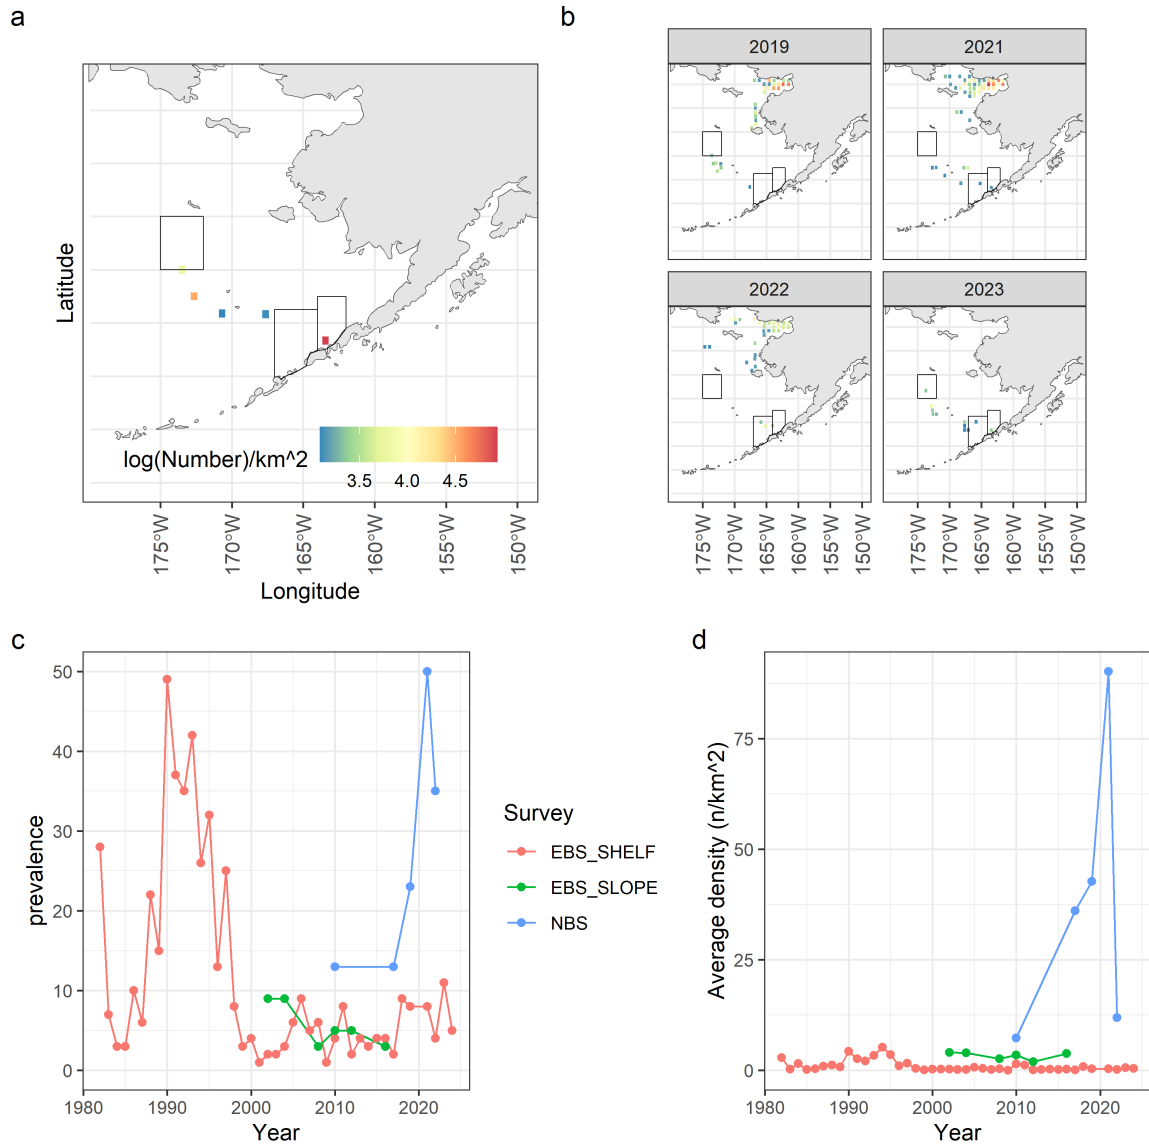 a
Latitude
log(Number)/km^2
3.5 4.0 4.5
175°W 170°W 165°W 160°W 155°W 150°W
Longitude
b
2019 2021
2022 2023
175°W 170°W 165°W 160°W 155°W 150°W 175°W 170°W 165°W 160°W 155°W 150°W
c
prevalence
50
40
30
20
10
0
1980 1990 2000 2010 2020
Year
Survey
EBS_SHELF
EBS_SLOPE
NBS
d
Average density (n/km^2)
75
50
25
0
1980 1990 2000 2010 2020
Year